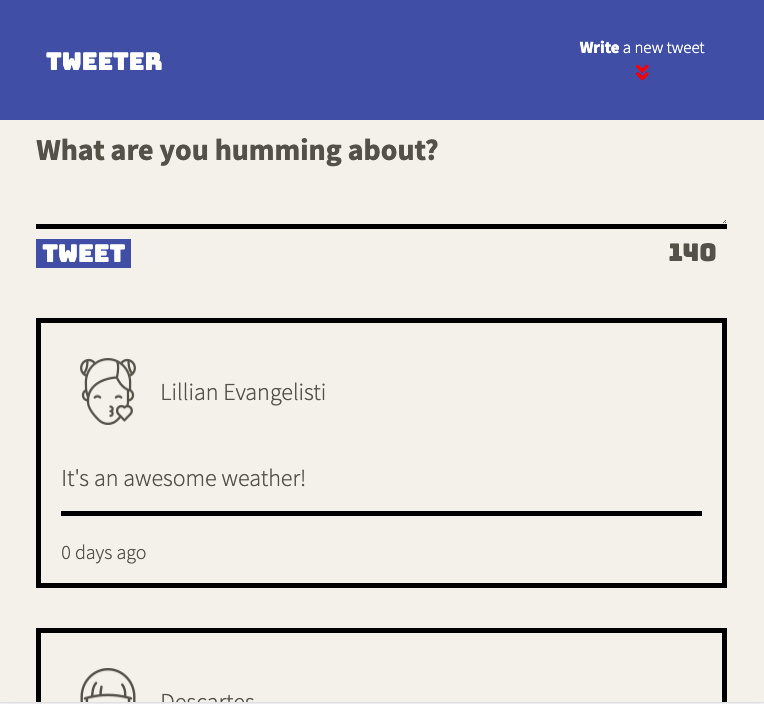 TWEETER
Write a new tweet
What are you humming about?
TWEET
140
Lillian Evangelisti
It's an awesome weather!
0 days ago
Descartes